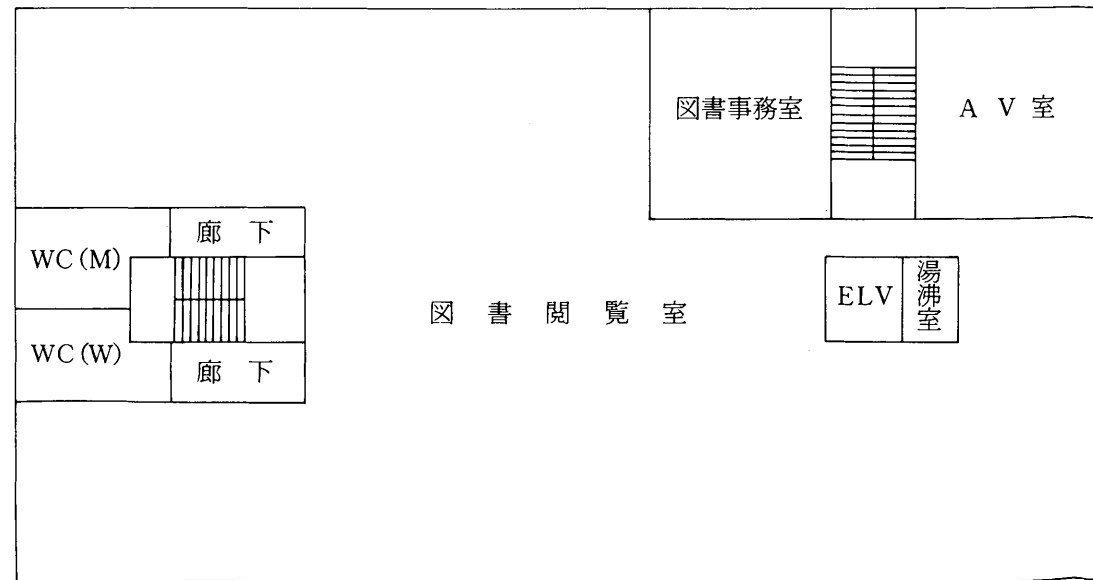 図書事務室
A V 室
廊 下
WC(M)
図 書 閲 覧 室
ELV
湯沸室
WC(W)
廊 下